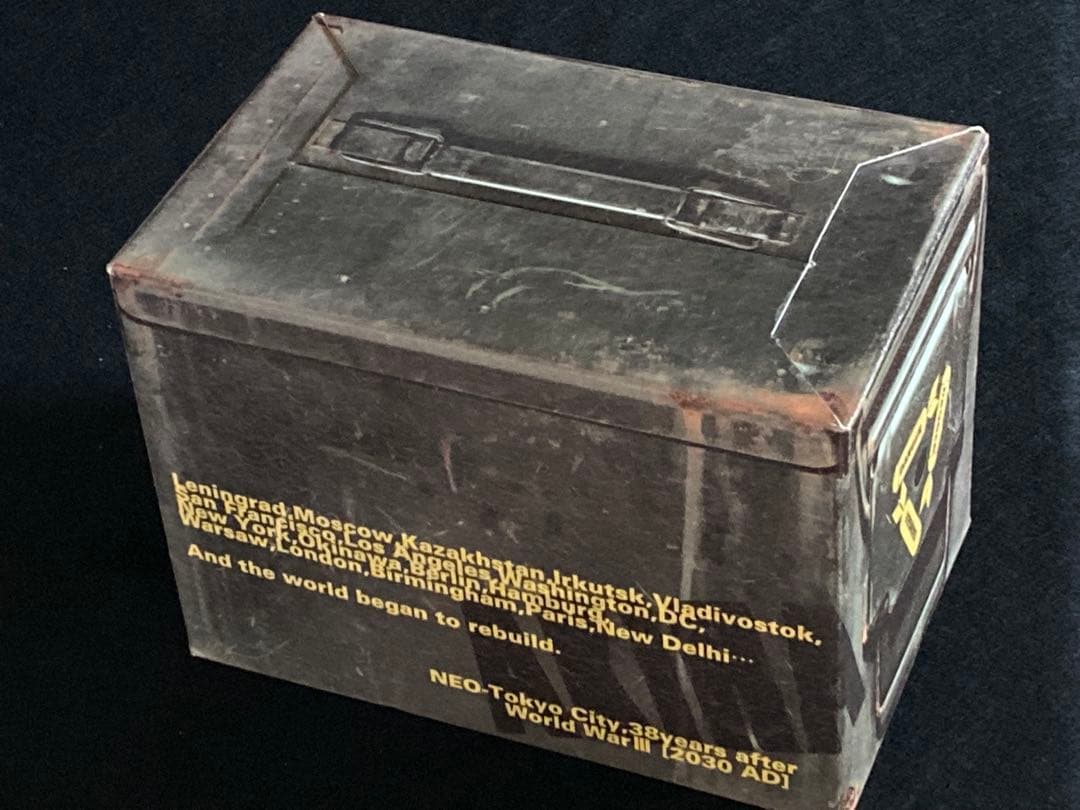 Leningrad,Moscow,Kazakhstan,Irkutsk,Vladivostok,
San Francisco,Los Angeles,Washington,DC,
New York,Okinawa,Berlin,Hamburg,
Warsaw,London,Birmingham,Paris,New Delhi…
And the world began to rebuild.
NEO-Tokyo City,38years after
World WarⅢ [2030 AD]